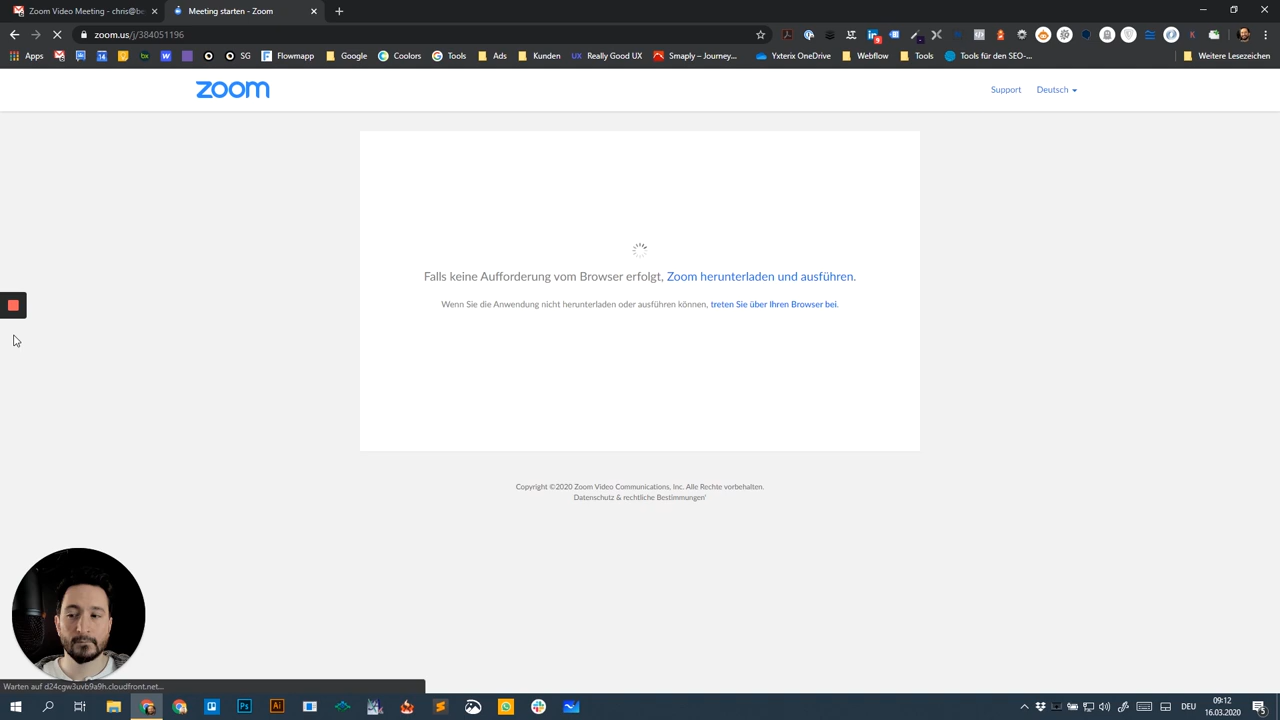 Meeting Zoom - chris@be
Meeting
zoom.us/j/384051196
Apps
SG
Flowmapp
Google
Coolors
Tools
Ads
Kunden
UX Really Good UX
Smaply — Journey...
Yxterix OneDrive
Webflow
Tools für den SEO-...
Weitere Lesezeichen
zoom
Support
Deutsch
Falls keine Aufforderung vom Browser erfolgt, Zoom herunterladen und ausführen.
Wenn Sie die Anwendung nicht herunterladen oder ausführen können, treten Sie über Ihren Browser bei.
Copyright ©2020 Zoom Video Communications, Inc. Alle Rechte vorbehalten.
Datenschutz & rechtliche Bestimmungen'
Warten auf d24cgw3uvb9a9h.cloudfront.net...
DEU
09:12
16.03.2020